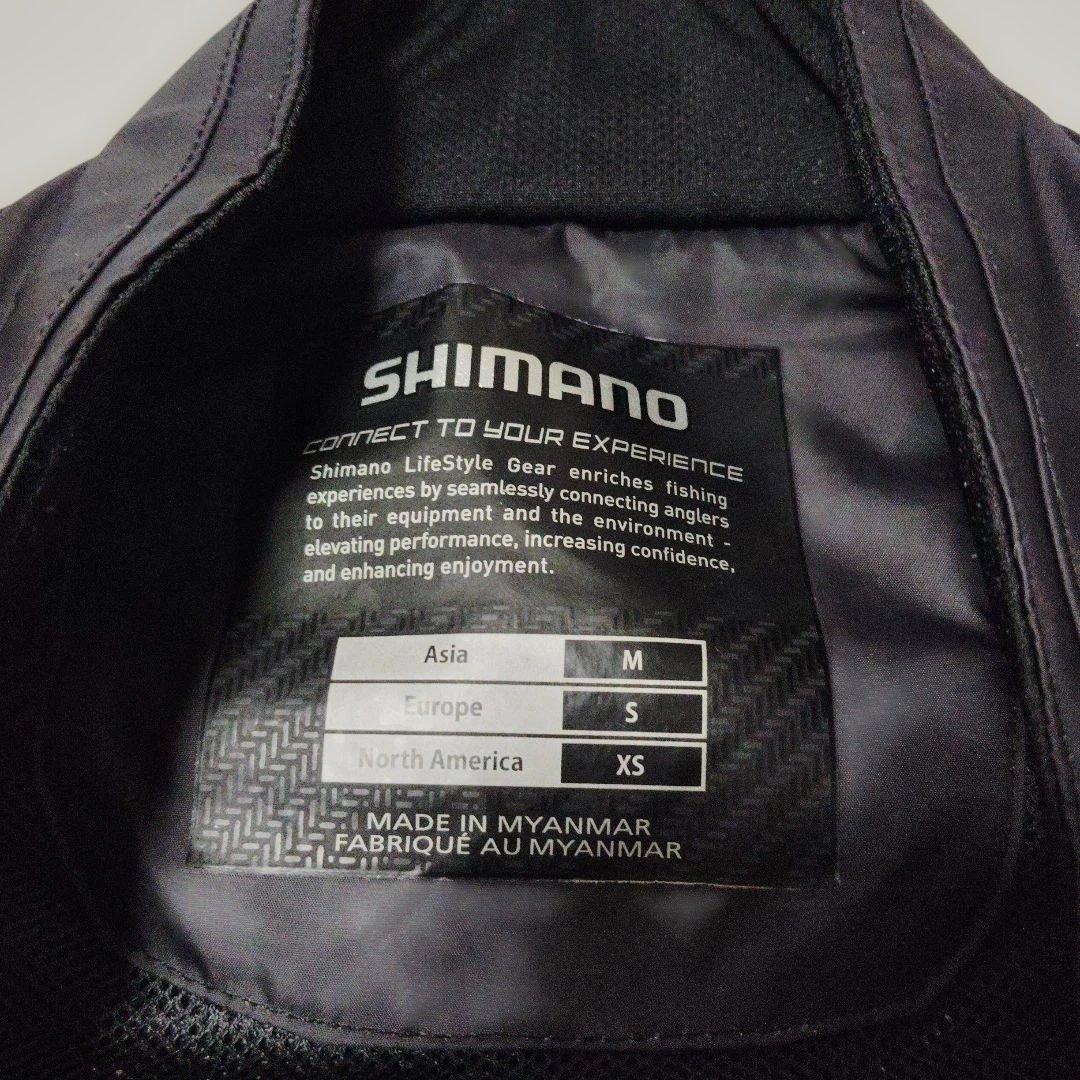 SHIMANO
CONNECT TO YOUR EXPERIENCE
Shimano LifeStyle Gear enriches fishing
experiences by seamlessly connecting anglers
to their equipment and the environment -
elevating performance, increasing confidence,
and enhancing enjoyment.
Asia M
Europe S
North America XS
MADE IN MYANMAR
FABRIQUÉ AU MYANMAR